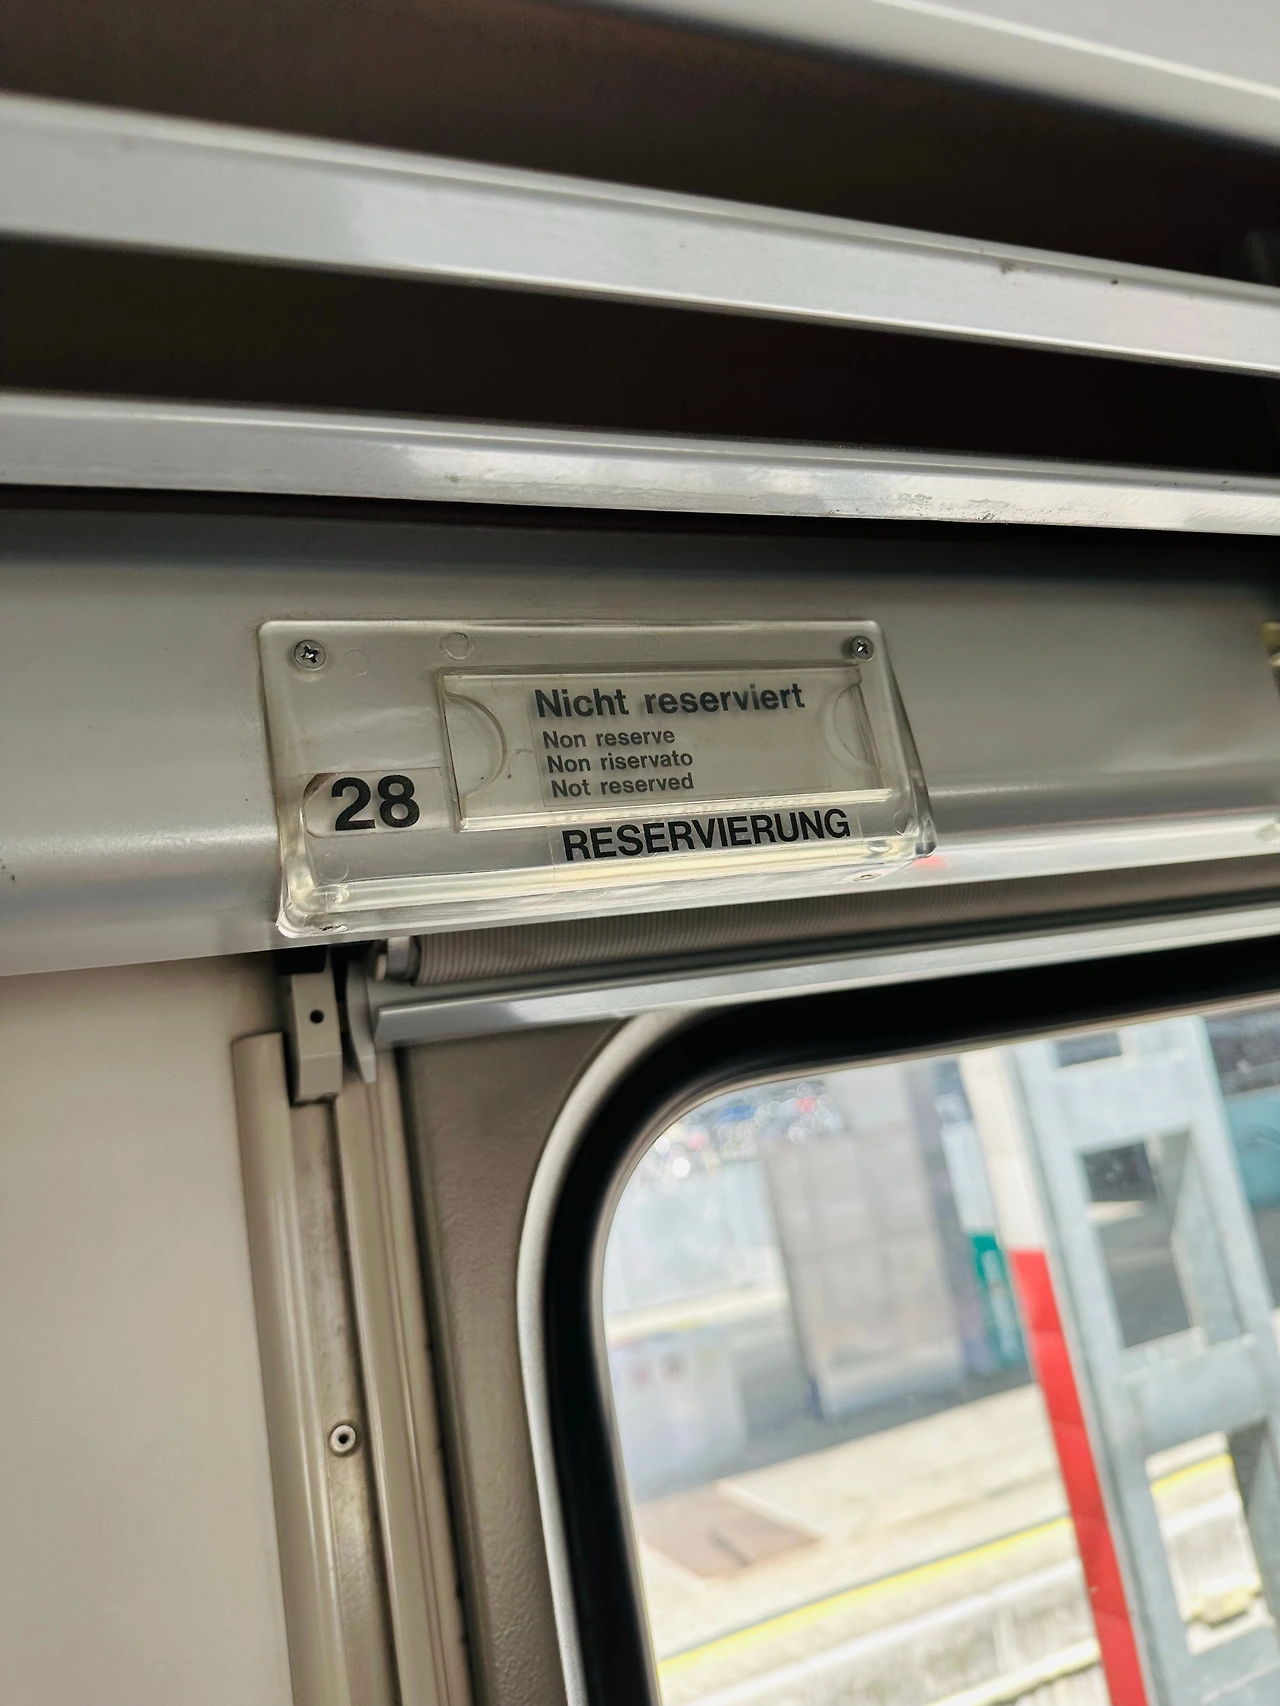 Nicht reserviert
Non reserve
Non riservato
Not reserved
28
RESERVIERUNG